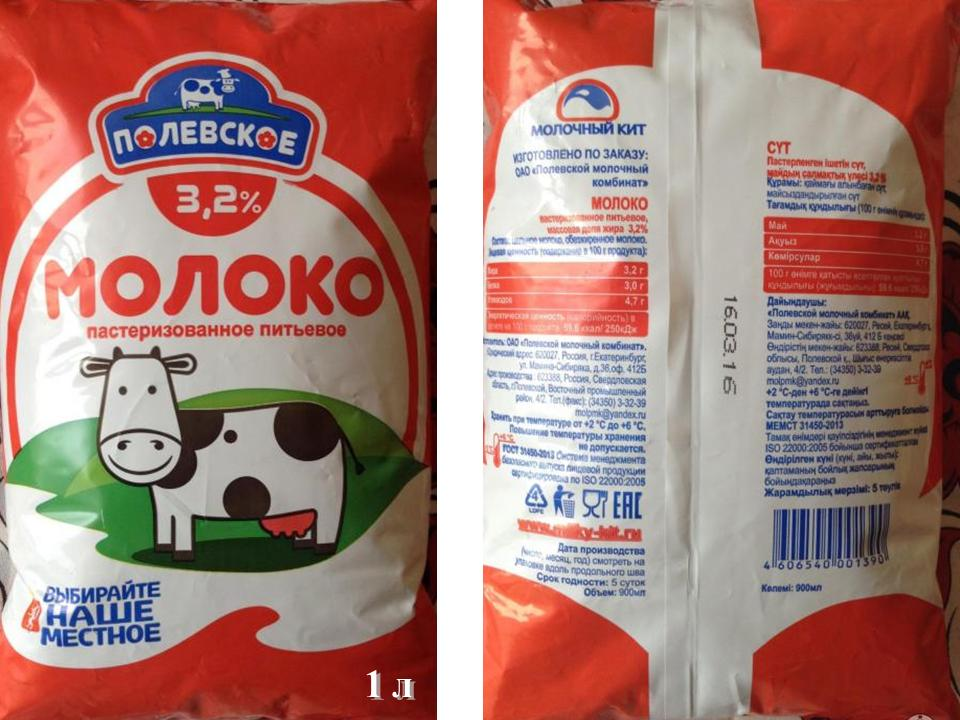 ПОЛЕВСКОЕ
3,2%
МОЛОКО
пастеризованное питьевое
ВЫБИРАЙТЕ
НАШЕ
МЕСТНОЕ
1 л
МОЛОЧНЫЙ КИТ
ИЗГОТОВЛЕНО ПО ЗАКАЗУ:
ОАО «Полевской молочный
комбинат»
МОЛОКО
пастеризованное питьевое,
массовая доля жира 3,2%
Состав: цельное молоко, обезжиренное молоко.
Пищевая ценность (содержание в 100 г продукта):
Жира 3,2 г
Белка 3,0 г
Углеводов 4,7 г
Энергетическая ценность (калорийность) в
расчете на 100 г продукта 59,6 ккал/ 250кДж
ОАО «Полевской молочный комбинат».
Юридический адрес: 620027, Россия, г.Екатеринбург,
ул. Мамина-Сибиряка, д.36,оф. 412Б
Адрес производства: 623388, Россия, Свердловская
область, г.Полевской, Восточный промышленный
район, 4/2. Тел.(факс): (34350) 3-32-39
molpmk@yandex.ru
Хранить при температуре от +2 °С до +6 °С.
Повышение температуры хранения
не допускается.
ГОСТ 31450-2013 Система менеджмента
безопасного выпуска пищевой продукции
сертифицирована по ISO 22000:2005
LDPE
EAC
www.milky-kit.ru
Дата производства
(число, месяц, год) смотреть на
упаковке вдоль продольного шва
Срок годности: 5 суток
Объем: 900мл
16.03.16
СҮТ
Пастерленген ішетін сүт,
майдың салмақтық үлесі 3,2 %
Құрамы: қаймағы алынбаған сүт,
майсыздандырылған сүт
Тағамдық құндылығы (100 г өнімнің құрамында):
Май 3,2 г
Ақуыз 3,0 г
Көмірсулар 4,7 г
100 г өнімге қатысты есептелген қуаттың
құндылығы (жұғымдылығы): 59,6 ккал/ 250кДж
Дайындаушы:
«Полевской молочный комбинат» ААҚ.
Заңды мекен-жайы: 620027, Ресей, Екатеринбург,
Мамин-Сибиряк к-сі, 36үй, 412 Б кеңсесі
Өндірістің мекен-жайы: 623388, Ресей, Свердловск
облысы, Полевской қ., Шығыс өнеркәсіптік
аудан, 4/2. Тел.: (34350) 3-32-39
molpmk@yandex.ru
+2 °С-ден +6 °С-ге дейінгі
температурада сақтаңыз.
Сақтау температурасын арттыруға болмайды
МЕМСТ 31450-2013
Тамақ өнімдері қауіпсіздігінің менеджмент жүйесі
ISO 22000:2005 бойынша сертификатталған
Өндірілген күні (күні, айы, жылы):
қаптаманың бойлық жапсарының
бойындақараңыз
Жарамдылық мерзімі: 5 тәулік
4 606540 001390
Көлемі: 900мл